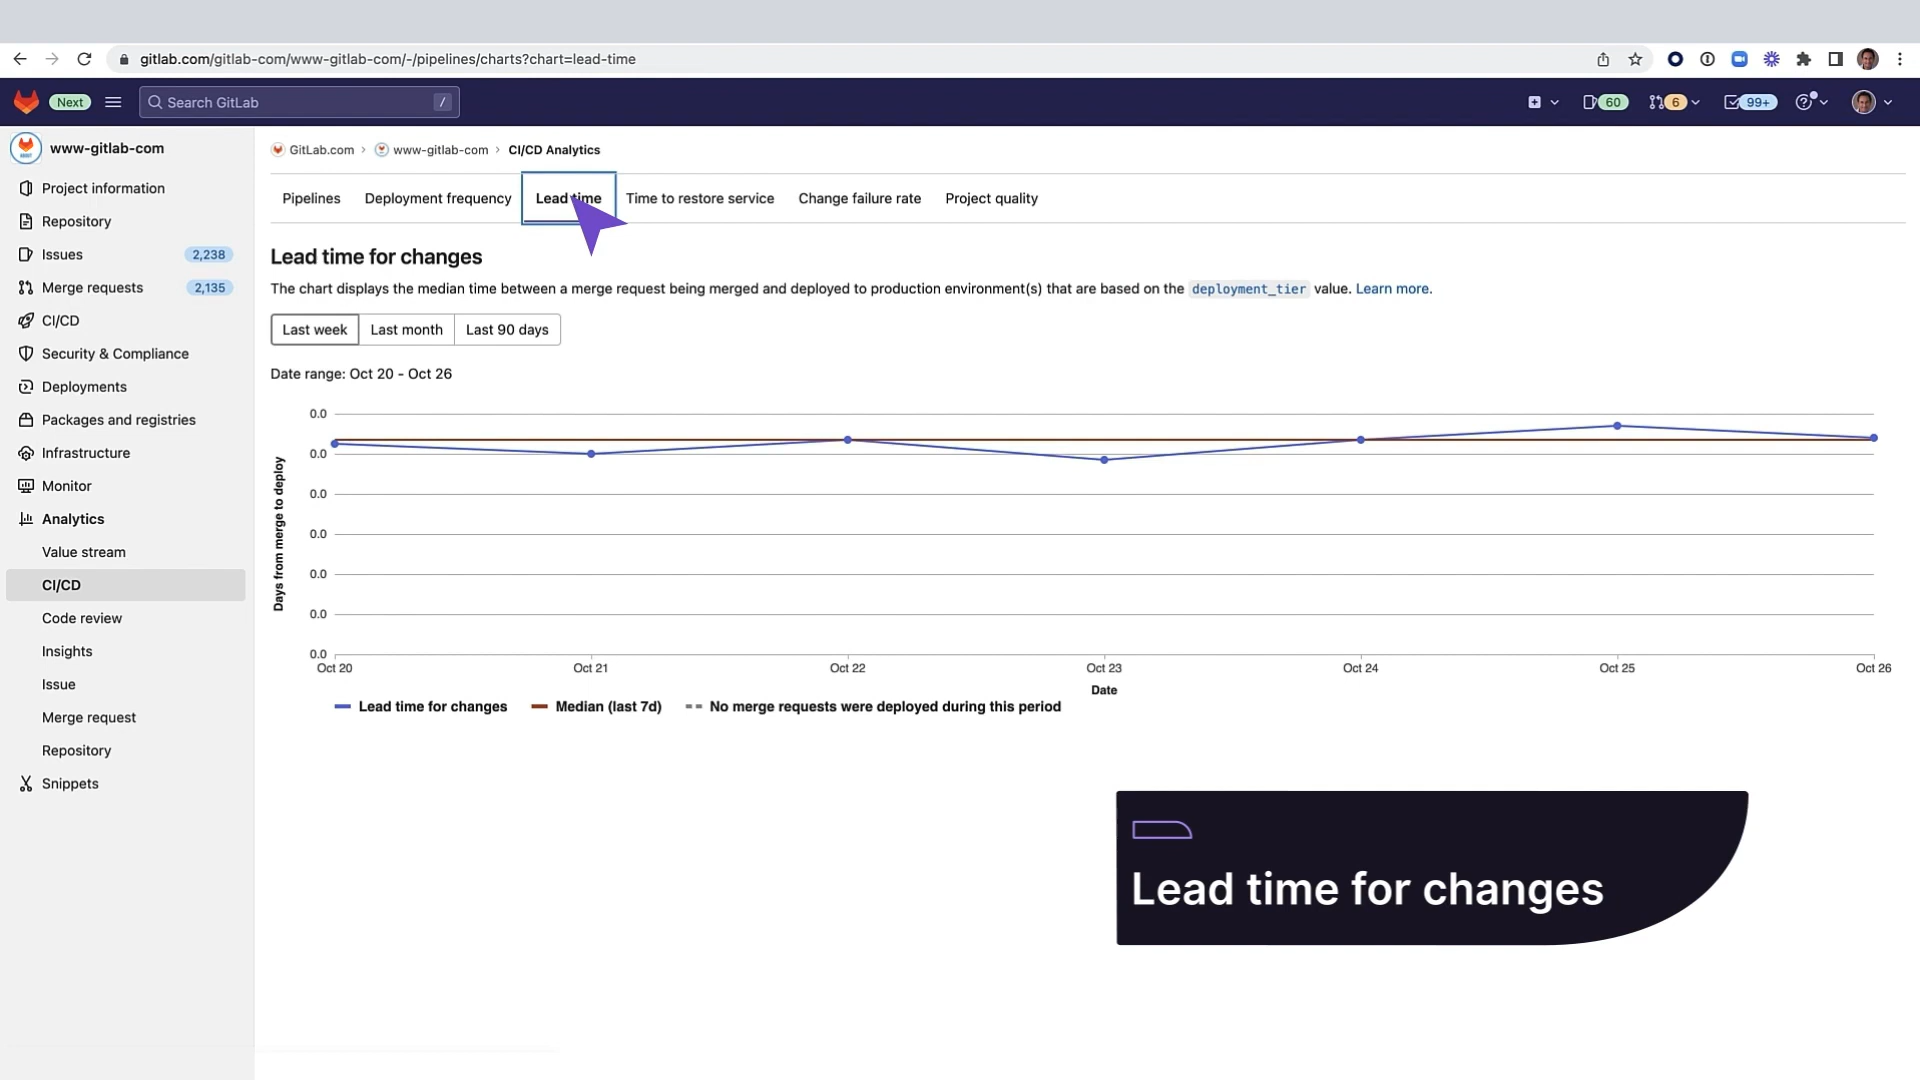 gitlab.com/gitlab-com/www-gitlab-com/-/pipelines/charts?chart=lead-time
Next
Search GitLab
/
60
6
99+
www-gitlab-com
Project information
Repository
Issues
2,238
Merge requests
2,135
CI/CD
Security & Compliance
Deployments
Packages and registries
Infrastructure
Monitor
Analytics
Value stream
CI/CD
Code review
Insights
Issue
Merge request
Repository
Snippets
GitLab.com › www-gitlab-com › CI/CD Analytics
Pipelines Deployment frequency Lead time Time to restore service Change failure rate Project quality
Lead time for changes
The chart displays the median time between a merge request being merged and deployed to production environment(s) that are based on the deployment_tier value. Learn more.
Last week Last month Last 90 days
Date range: Oct 20 - Oct 26
Days from merge to deploy
0.0
0.0
0.0
0.0
0.0
0.0
0.0
Oct 20 Oct 21 Oct 22 Oct 23 Oct 24 Oct 25 Oct 26
Date
Lead time for changes Median (last 7d) No merge requests were deployed during this period
Lead time for changes